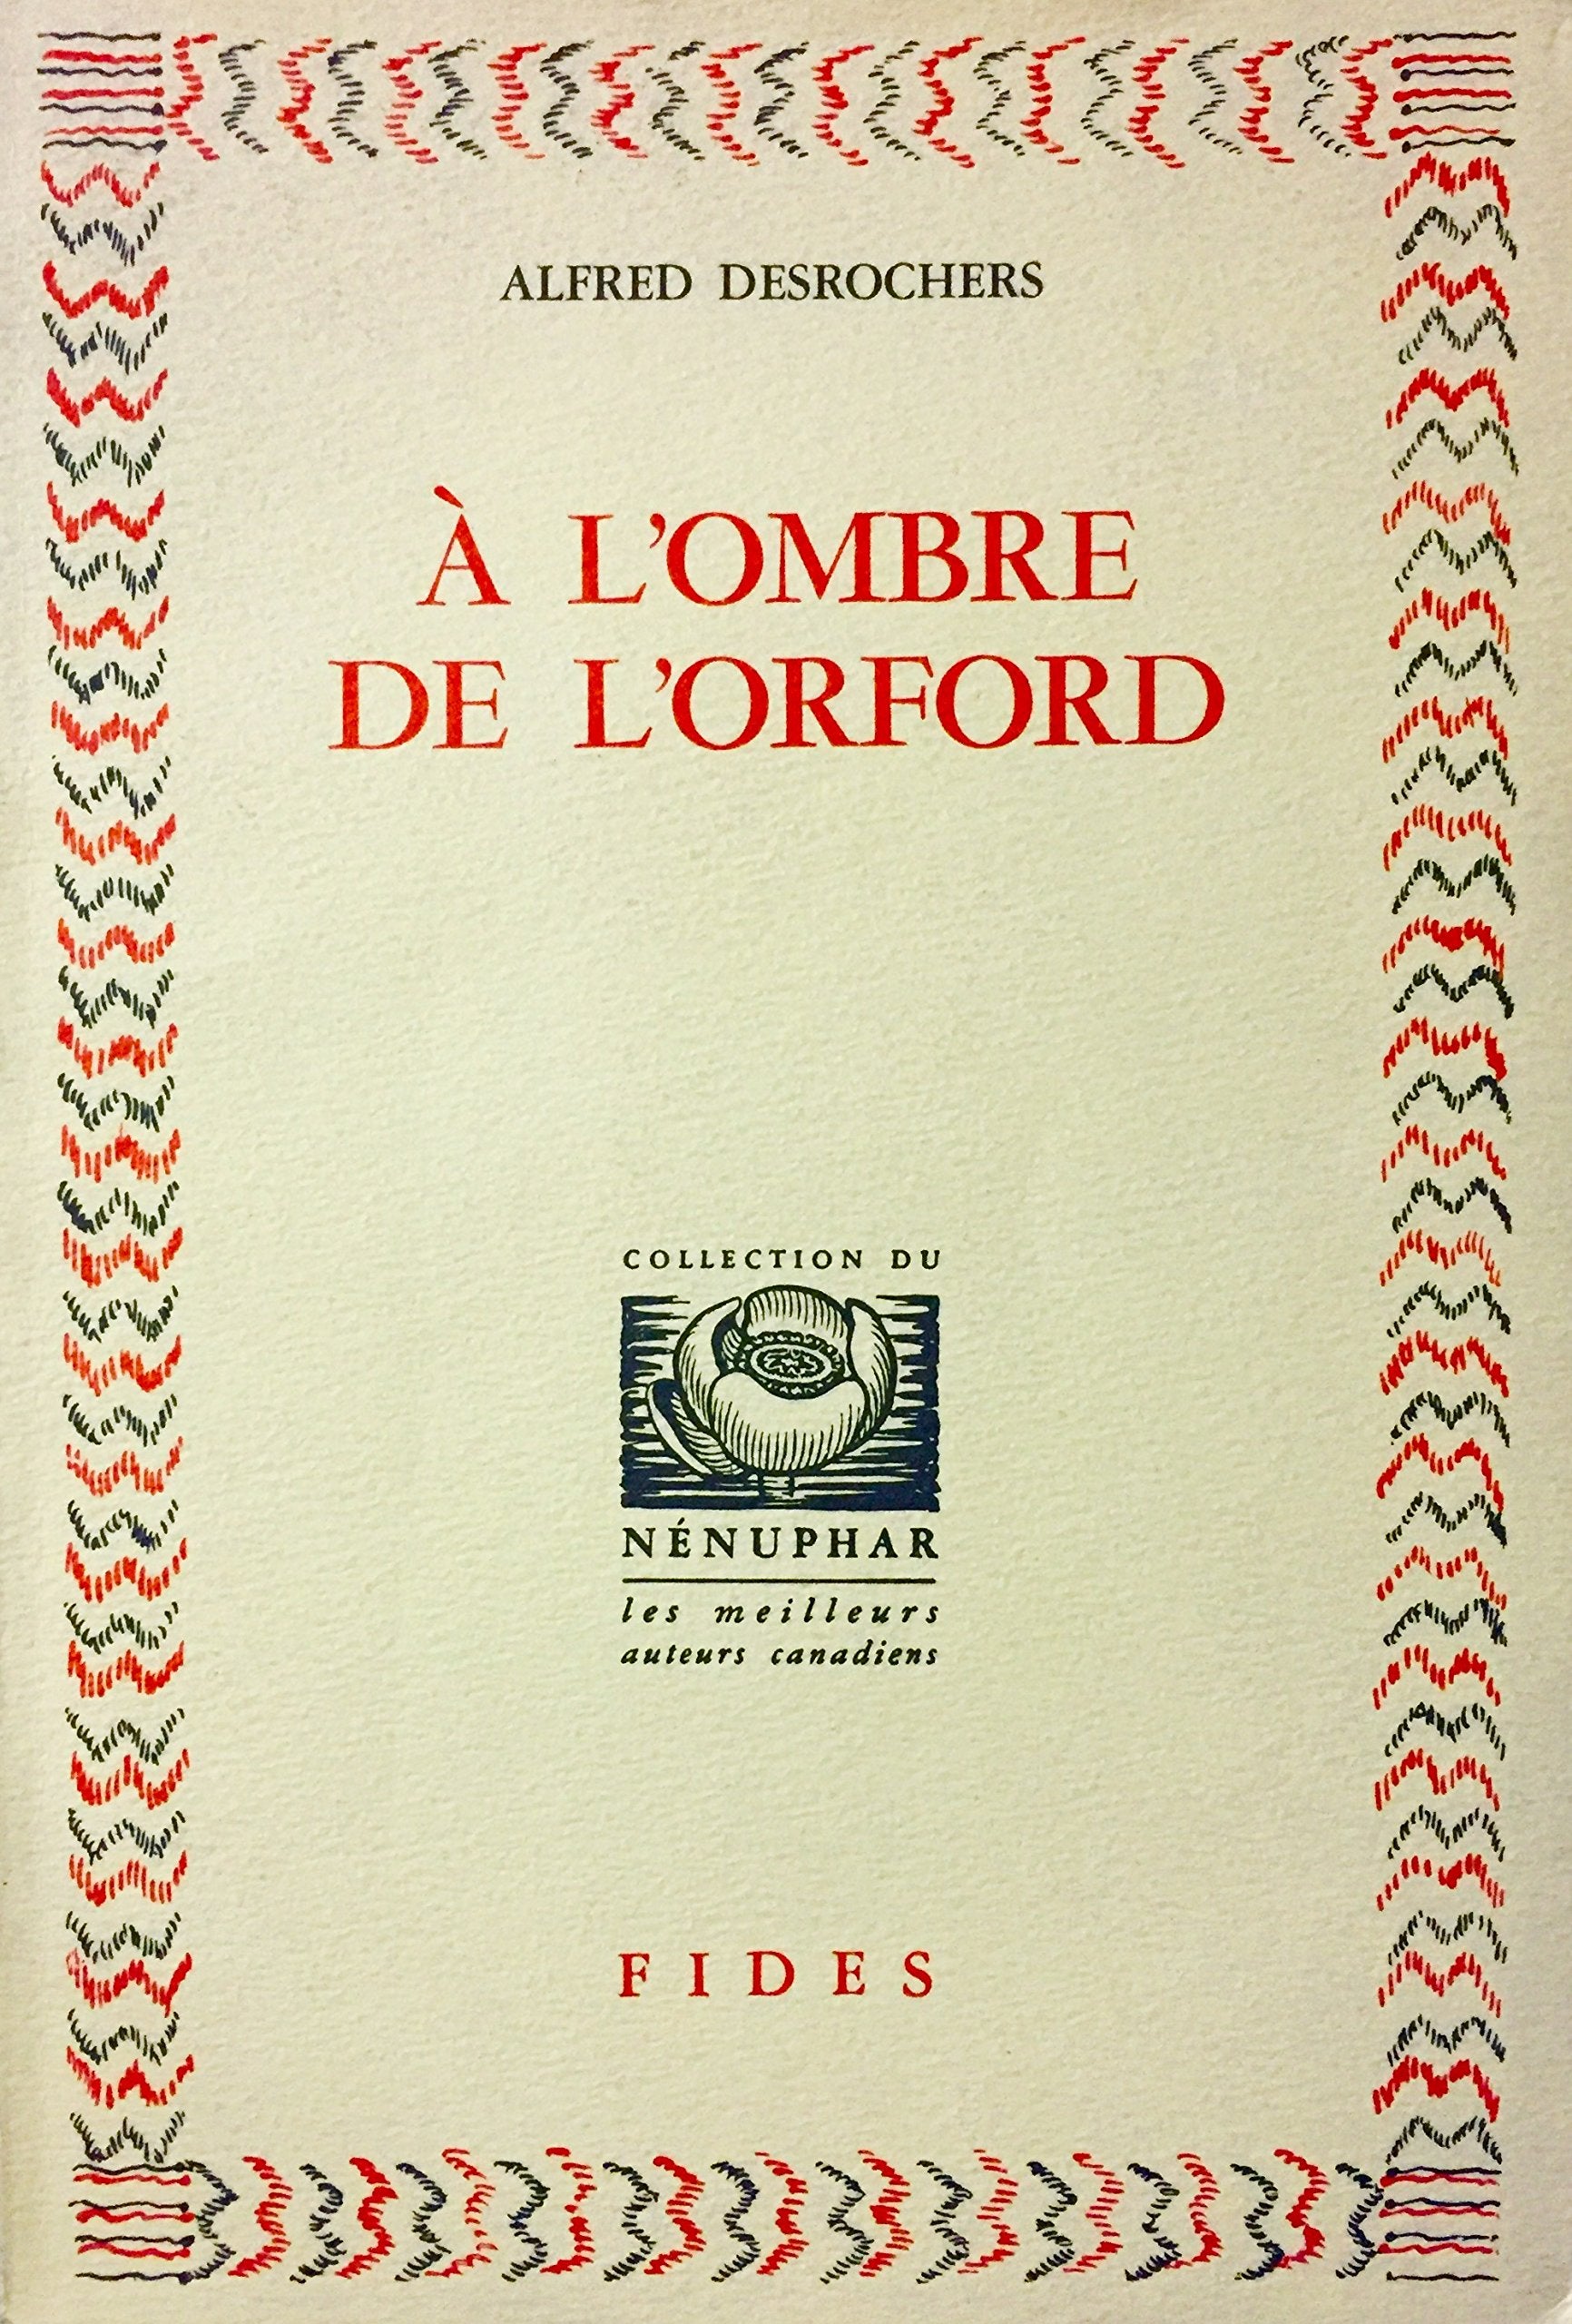 ALFRED DESROCHERS
À L’OMBRE
DE L’ORFORD
COLLECTION DU
NÉNUPHAR
les meilleurs
auteurs canadiens
FIDES